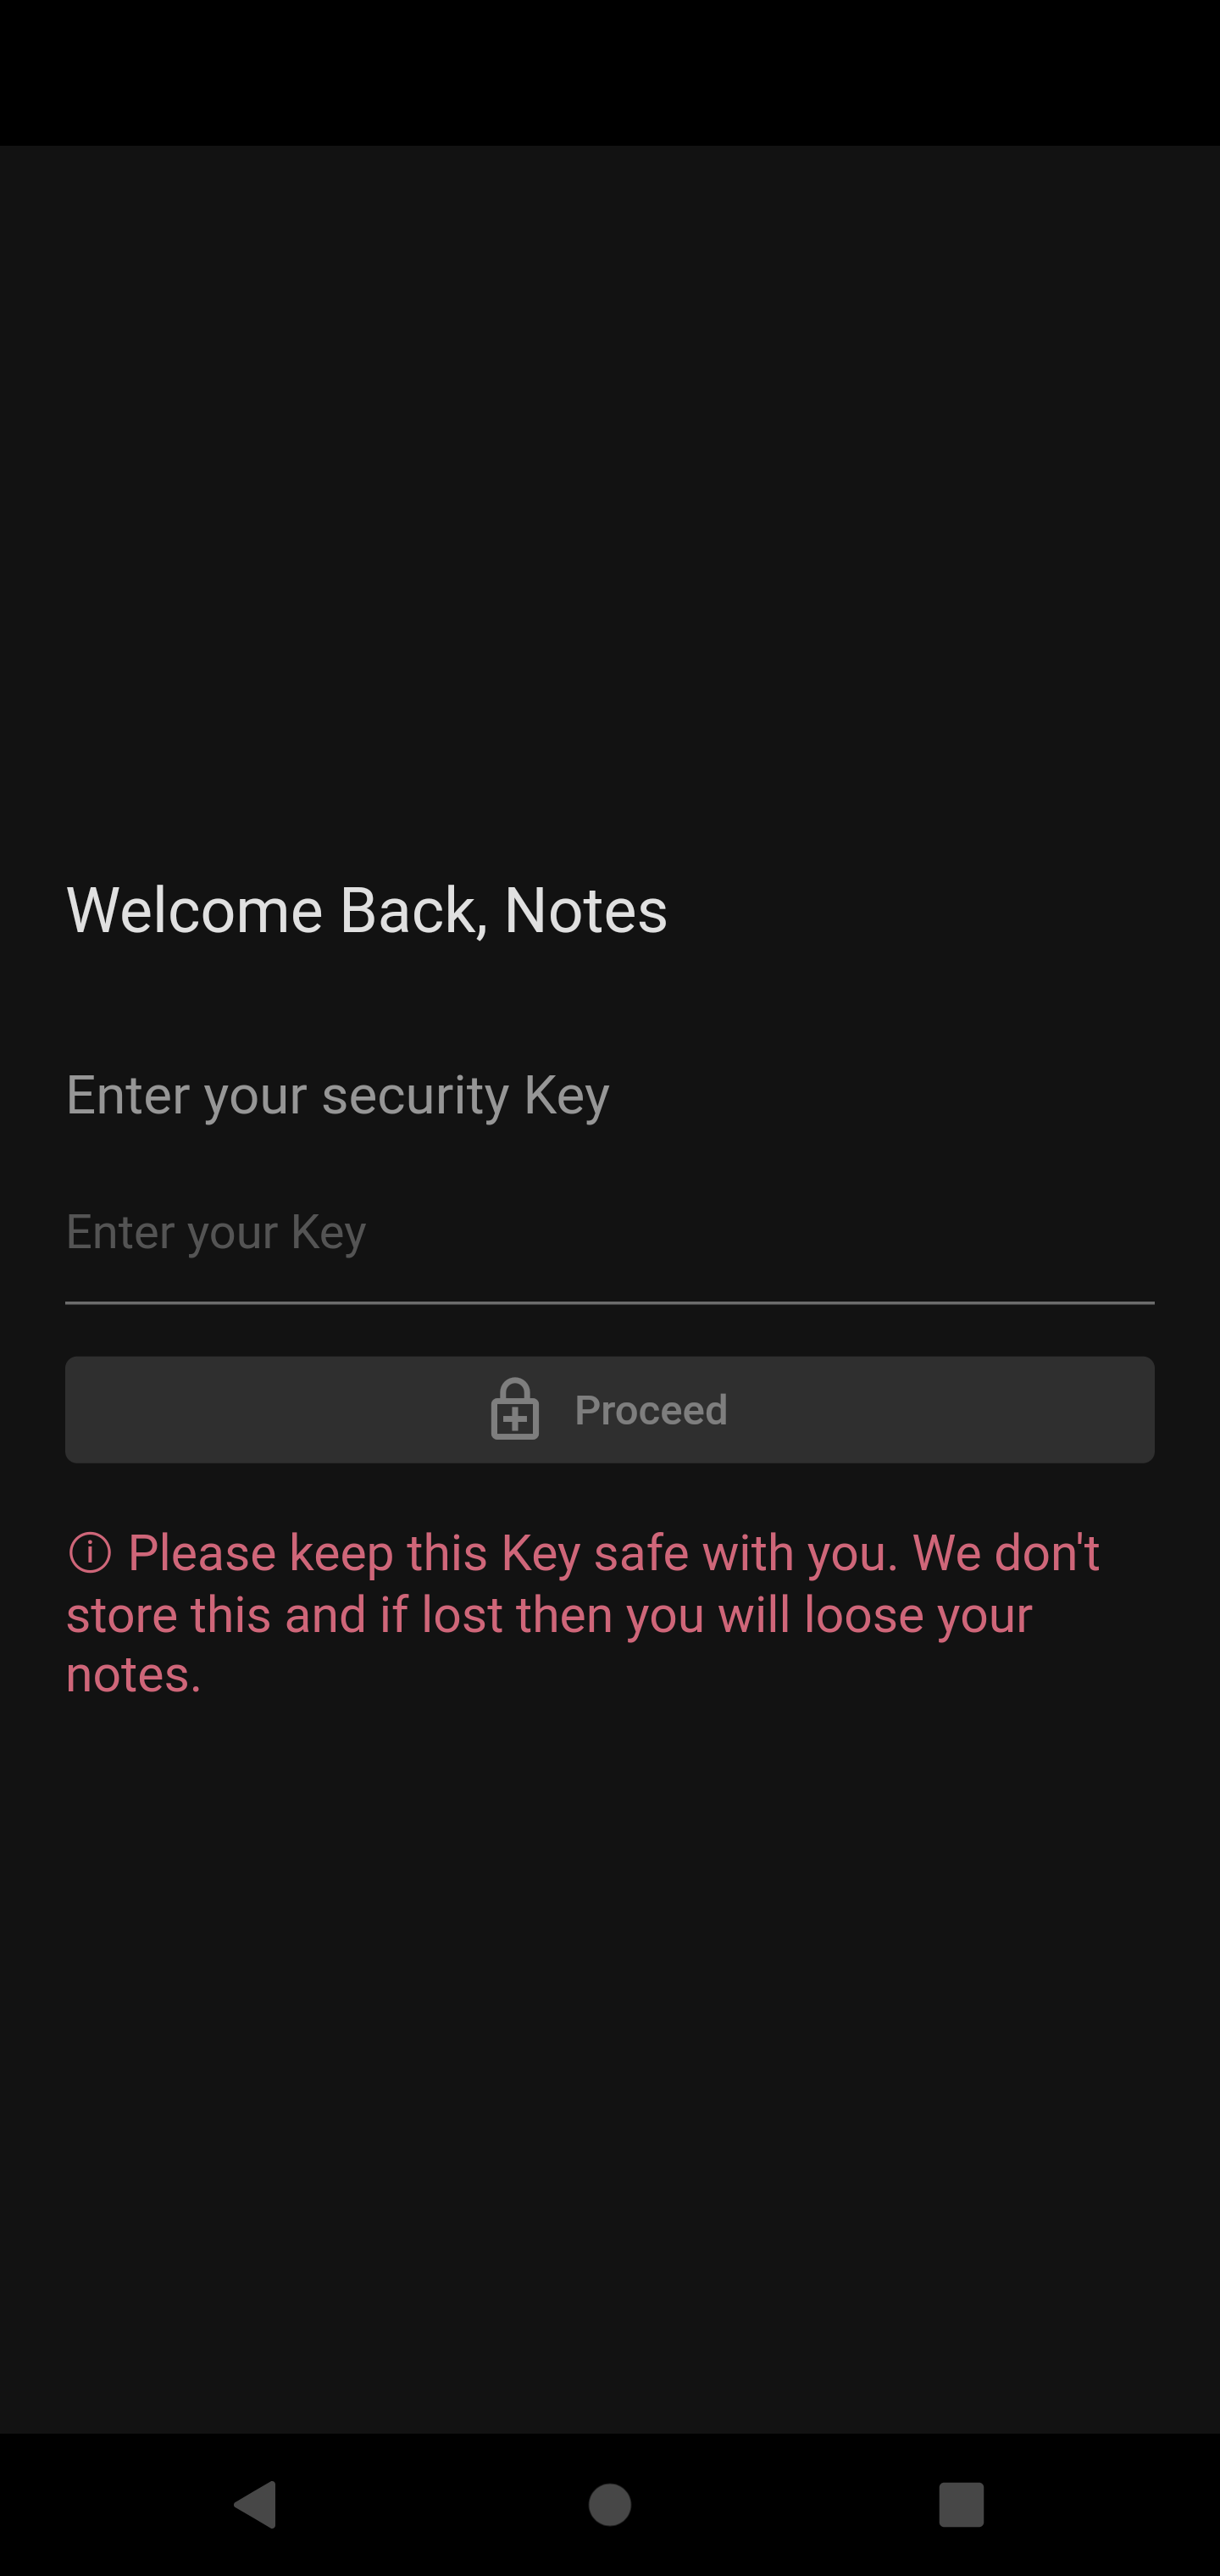 Welcome Back, Notes
Enter your security Key
Enter your Key
Proceed
ⓘ Please keep this Key safe with you. We don't
store this and if lost then you will loose your
notes.